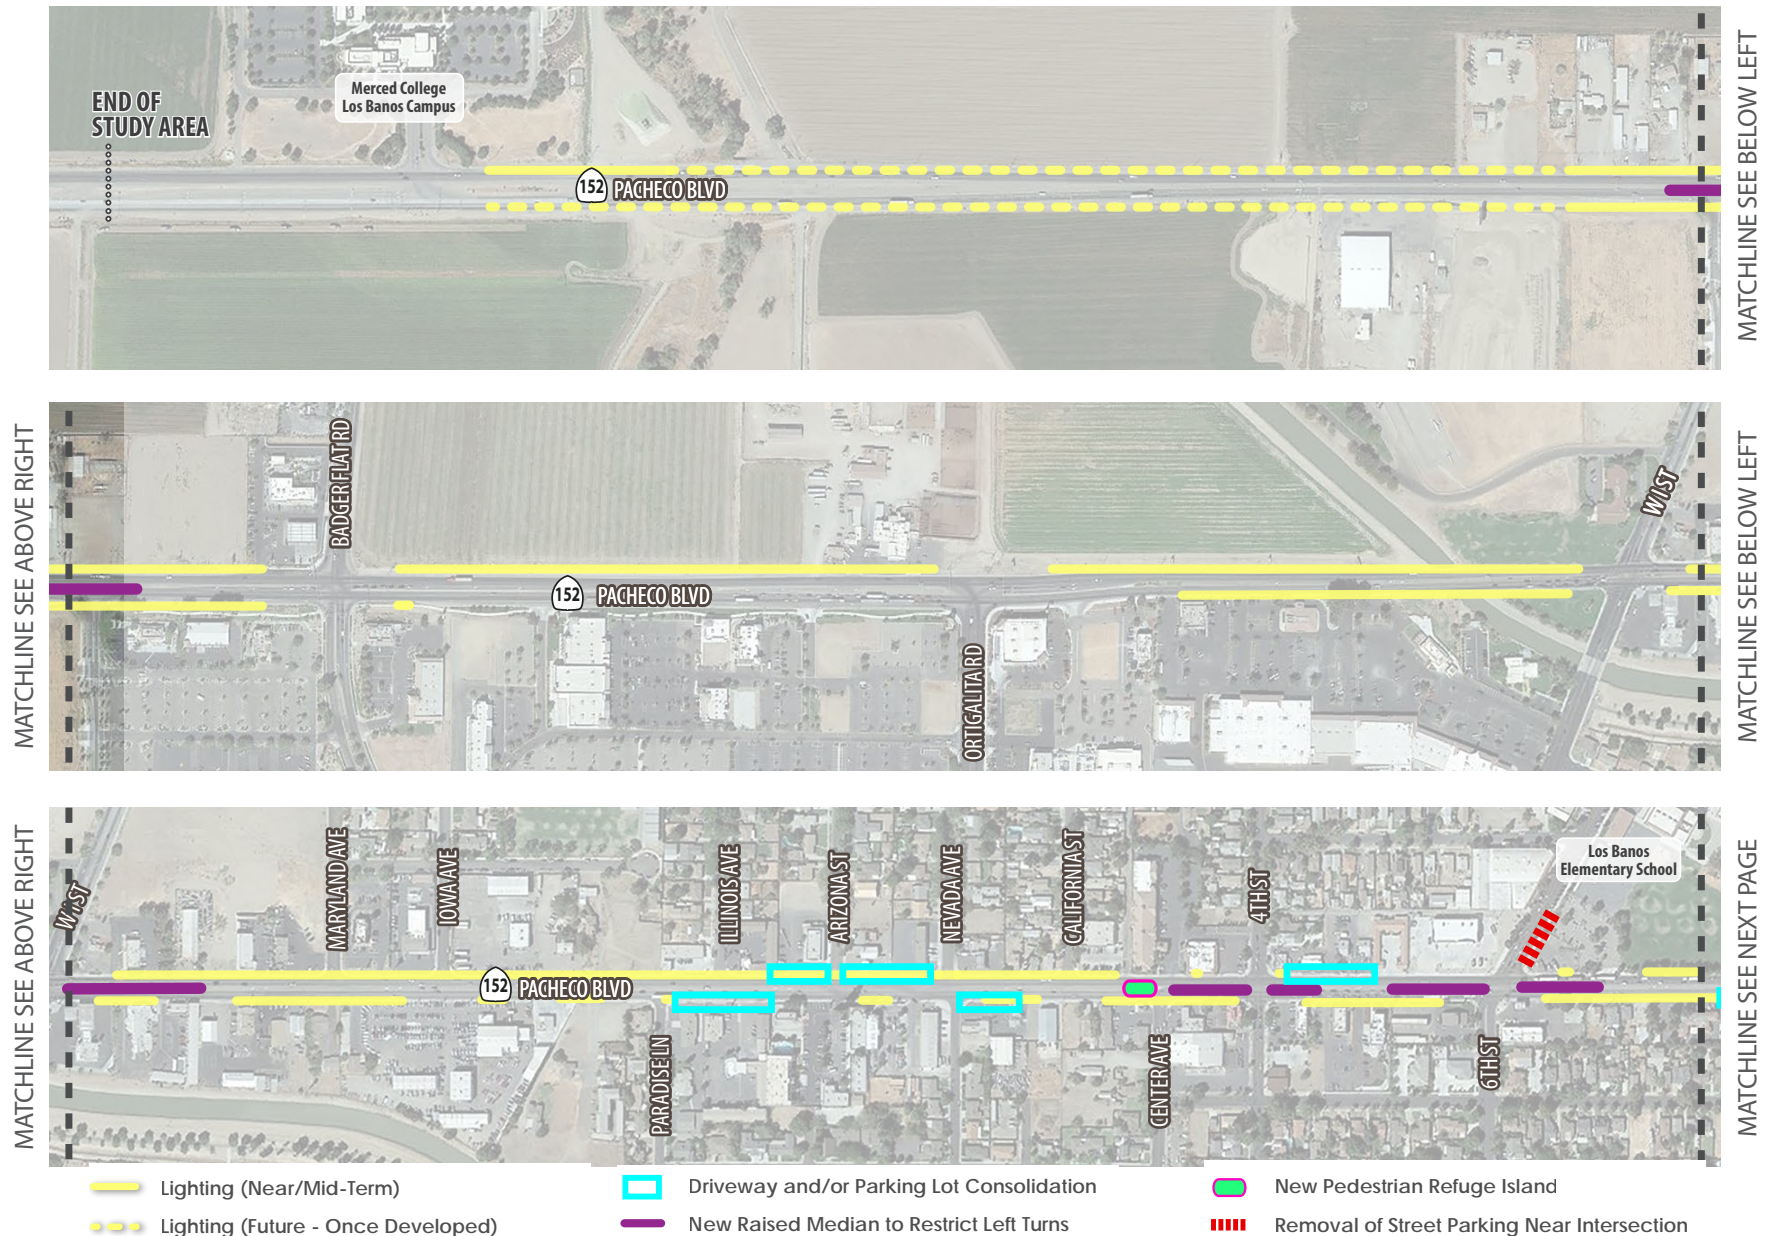 END OF
STUDY AREA
Merced College
Los Banos Campus
152 PACHECO BLVD
MATCHLINE SEE BELOW LEFT
MATCHLINE SEE ABOVE RIGHT
BADGER FLAT RD
152 PACHECO BLVD
ORTIGALITA RD
W I ST
MATCHLINE SEE BELOW LEFT
MATCHLINE SEE ABOVE RIGHT
W I ST
MARYLAND AVE
IOWA AVE
ILLINOIS AVE
ARIZONA ST
NEVADA AVE
CALIFORNIA ST
4TH ST
Los Banos
Elementary School
152 PACHECO BLVD
PARADISE LN
CENTER AVE
6TH ST
MATCHLINE SEE NEXT PAGE
Lighting (Near/Mid-Term)
Lighting (Future - Once Developed)
Driveway and/or Parking Lot Consolidation
New Raised Median to Restrict Left Turns
New Pedestrian Refuge Island
Removal of Street Parking Near Intersection